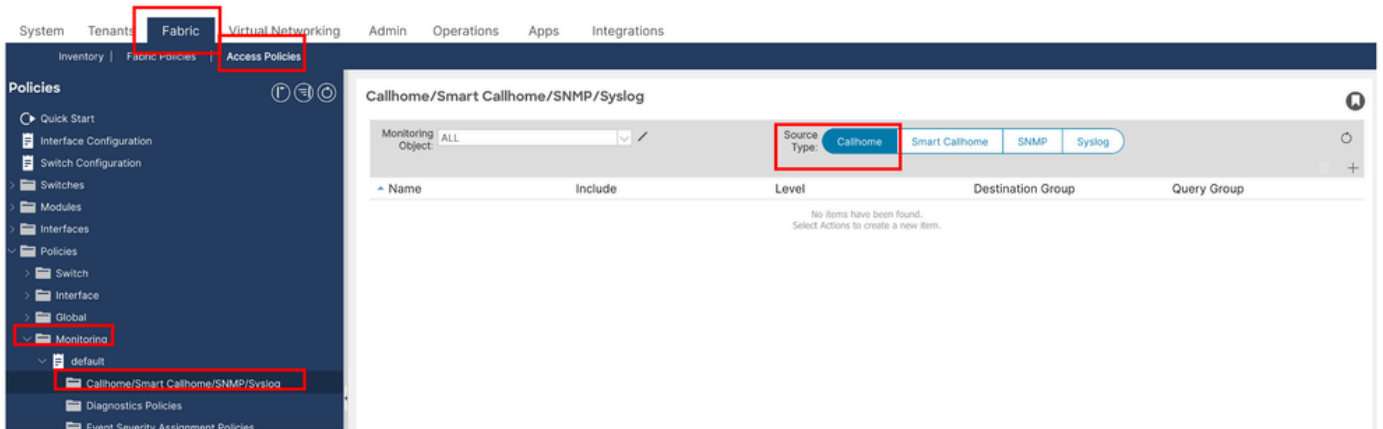 System Tenants Fabric Virtual Networking Admin Operations Apps Integrations
Inventory | Fabric Policies | Access Policies
Policies
Quick Start
Interface Configuration
Switch Configuration
Switches
Modules
Interfaces
Policies
Switch
Interface
Global
Monitoring
default
Callhome/Smart Callhome/SNMP/Syslog
Diagnostics Policies
Event Severity Assignment Policies
Callhome/Smart Callhome/SNMP/Syslog
Monitoring Object: ALL
Source Type: Callhome Smart Callhome SNMP Syslog
Name Include Level Destination Group Query Group
No items have been found.
Select Actions to create a new item.